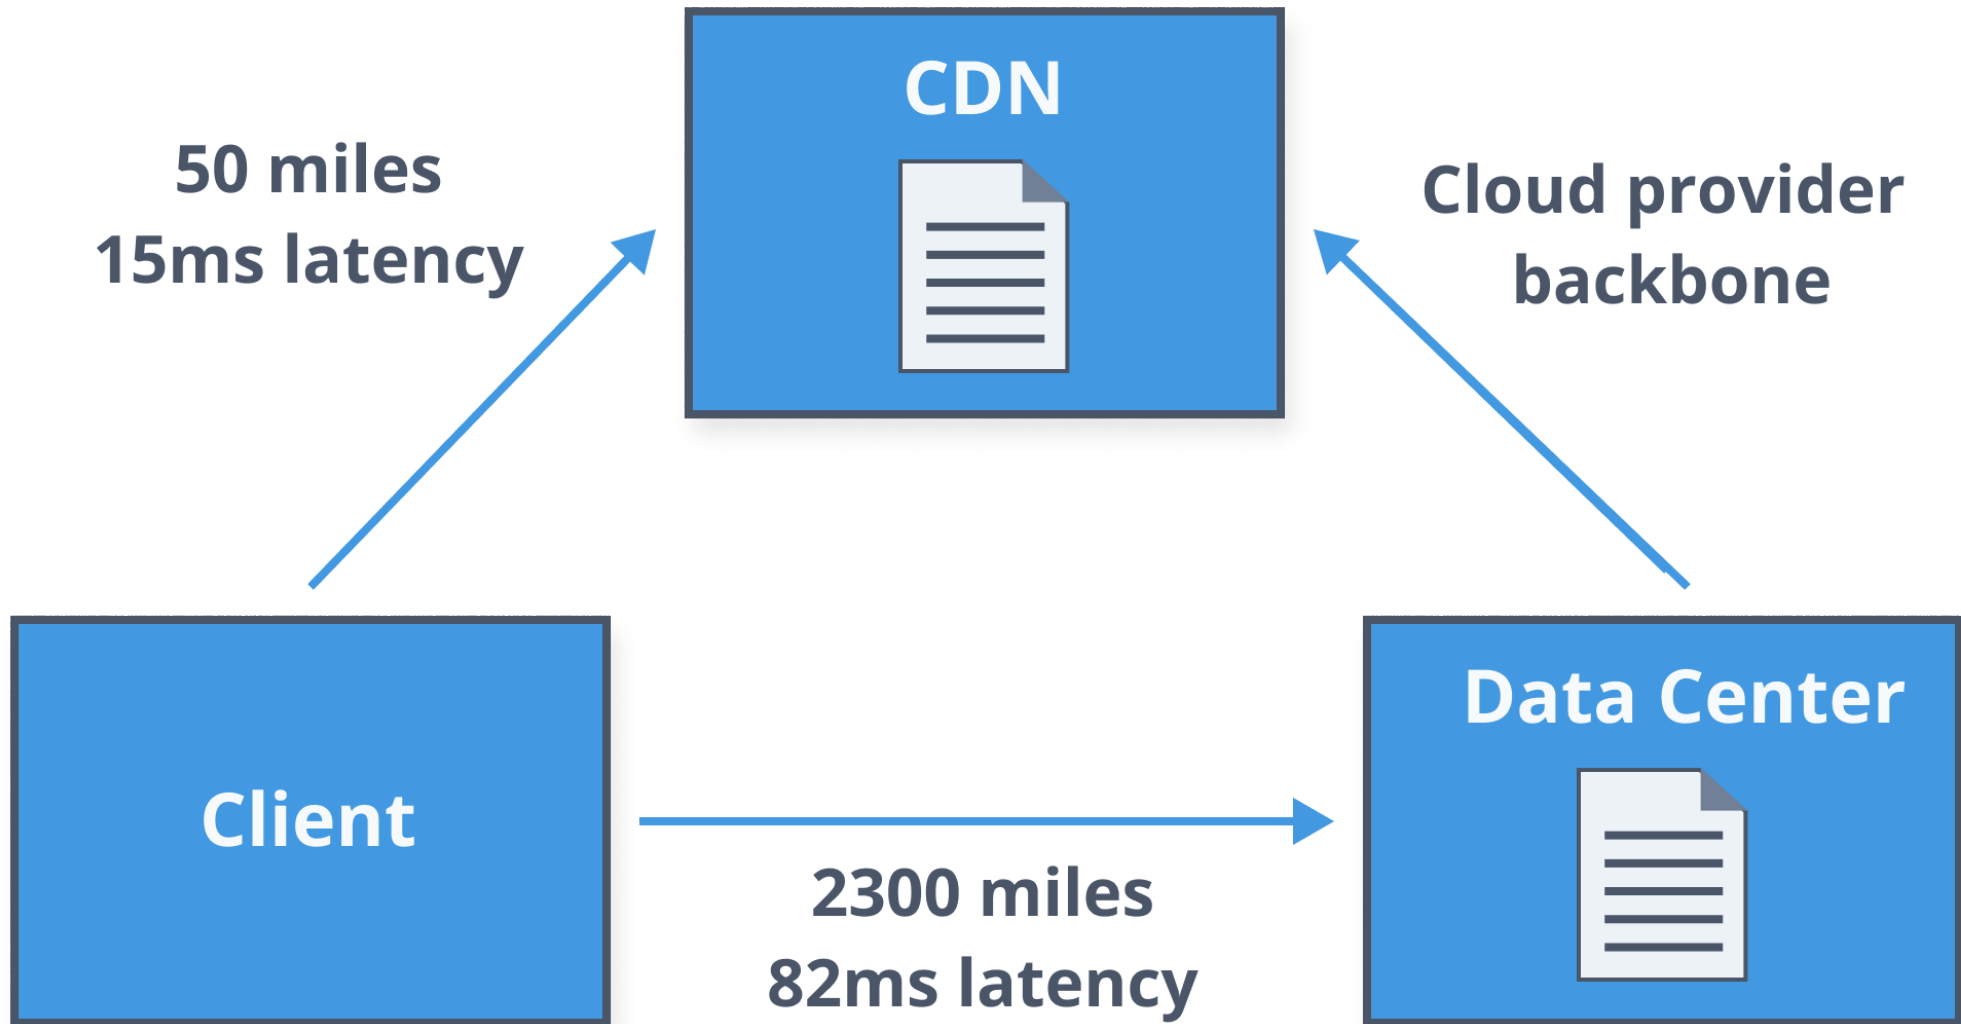 CDN
50 miles
15ms latency
Cloud provider
backbone
Client
Data Center
2300 miles
82ms latency